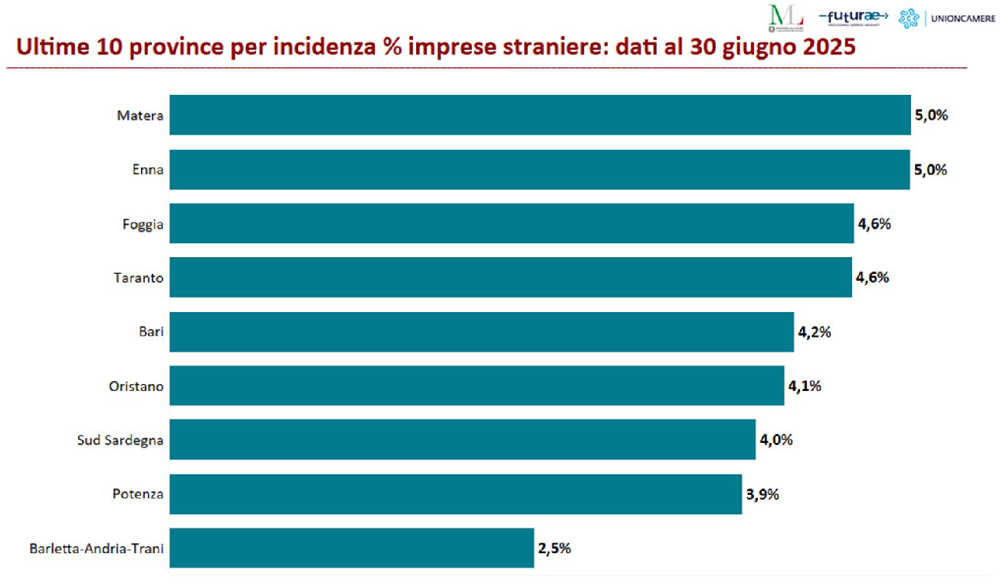 ML
futurae
UNIONCAMERE
Ultime 10 province per incidenza % imprese straniere: dati al 30 giugno 2025
Matera 5,0%
Enna 5,0%
Foggia 4,6%
Taranto 4,6%
Bari 4,2%
Oristano 4,1%
Sud Sardegna 4,0%
Potenza 3,9%
Barletta-Andria-Trani 2,5%